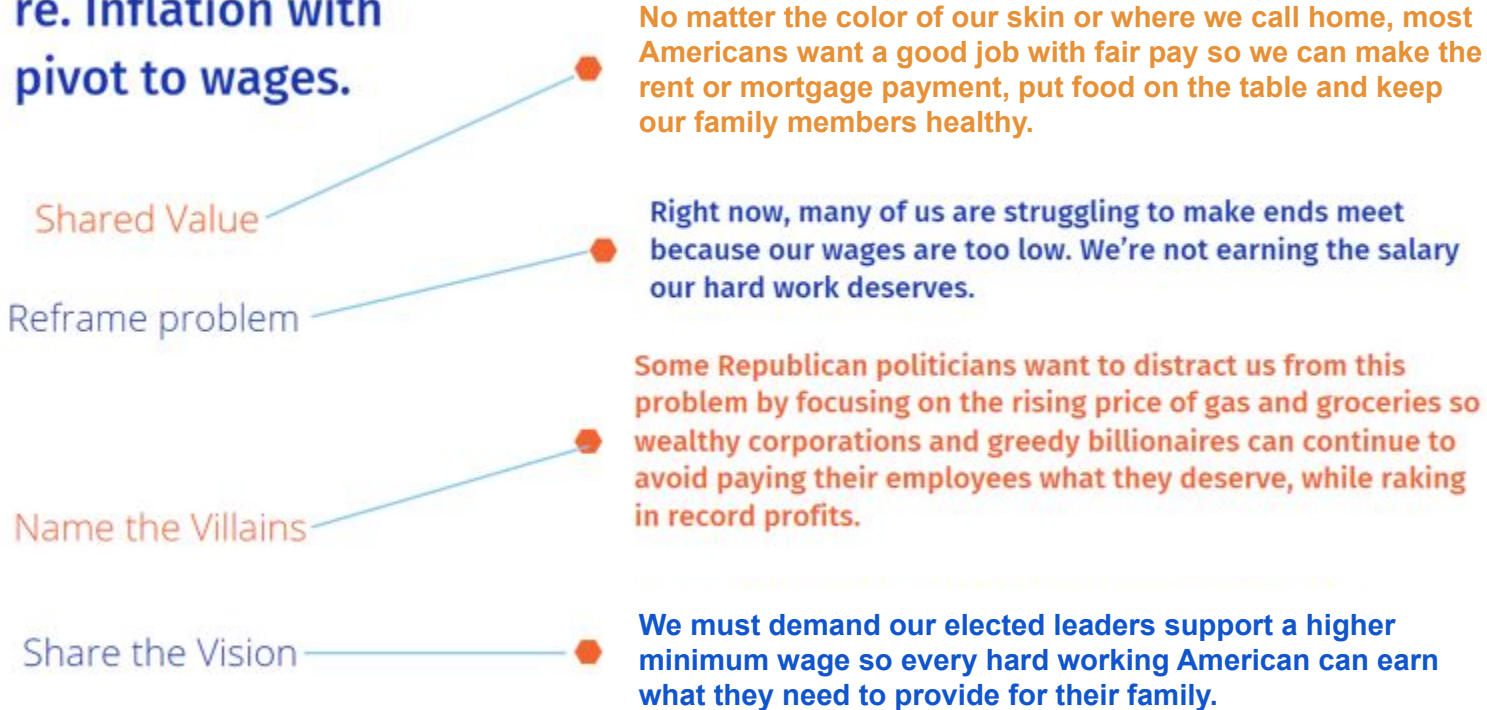 re. Inflation with
pivot to wages.
Shared Value
No matter the color of our skin or where we call home, most
Americans want a good job with fair pay so we can make the
rent or mortgage payment, put food on the table and keep
our family members healthy.
Reframe problem
Right now, many of us are struggling to make ends meet
because our wages are too low. We’re not earning the salary
our hard work deserves.
Name the Villains
Some Republican politicians want to distract us from this
problem by focusing on the rising price of gas and groceries so
wealthy corporations and greedy billionaires can continue to
avoid paying their employees what they deserve, while raking
in record profits.
Share the Vision
We must demand our elected leaders support a higher
minimum wage so every hard working American can earn
what they need to provide for their family.